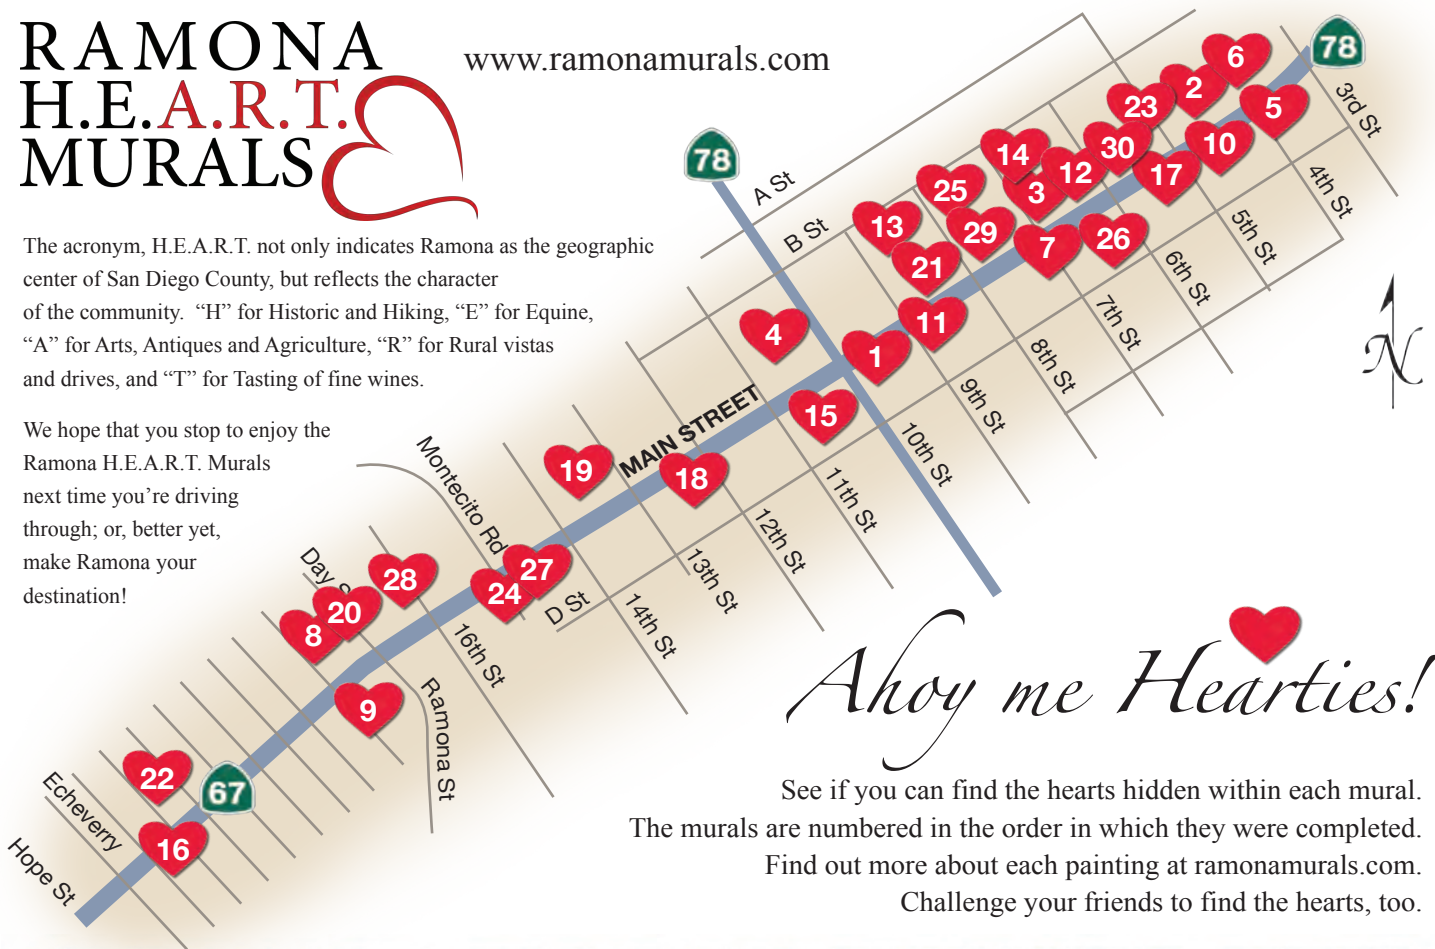 RAMONA
H.E.A.R.T.
MURALS
www.ramonamurals.com
The acronym, H.E.A.R.T. not only indicates Ramona as the geographic
center of San Diego County, but reflects the character
of the community.  “H” for Historic and Hiking, “E” for Equine,
“A” for Arts, Antiques and Agriculture, “R” for Rural vistas
and drives, and “T” for Tasting of fine wines.
We hope that you stop to enjoy the
Ramona H.E.A.R.T. Murals
next time you’re driving
through; or, better yet,
make Ramona your
destination!
78
78
6
2
23
5
3rd St
10
30
14
12
17
4th St
25
3
13
29
7
26
5th St
A St
B St
21
6th St
11
7th St
4
1
8th St
N
MAIN STREET
15
9th St
10th St
19
18
11th St
Montecito Rd
12th St
27
24
13th St
D St
14th St
28
Day S
20
8
16th St
9
Ramona St
22
67
Echeverry
16
Hope St
Ahoy me Hearties!
See if you can find the hearts hidden within each mural.
The murals are numbered in the order in which they were completed.
Find out more about each painting at ramonamurals.com.
Challenge your friends to find the hearts, too.